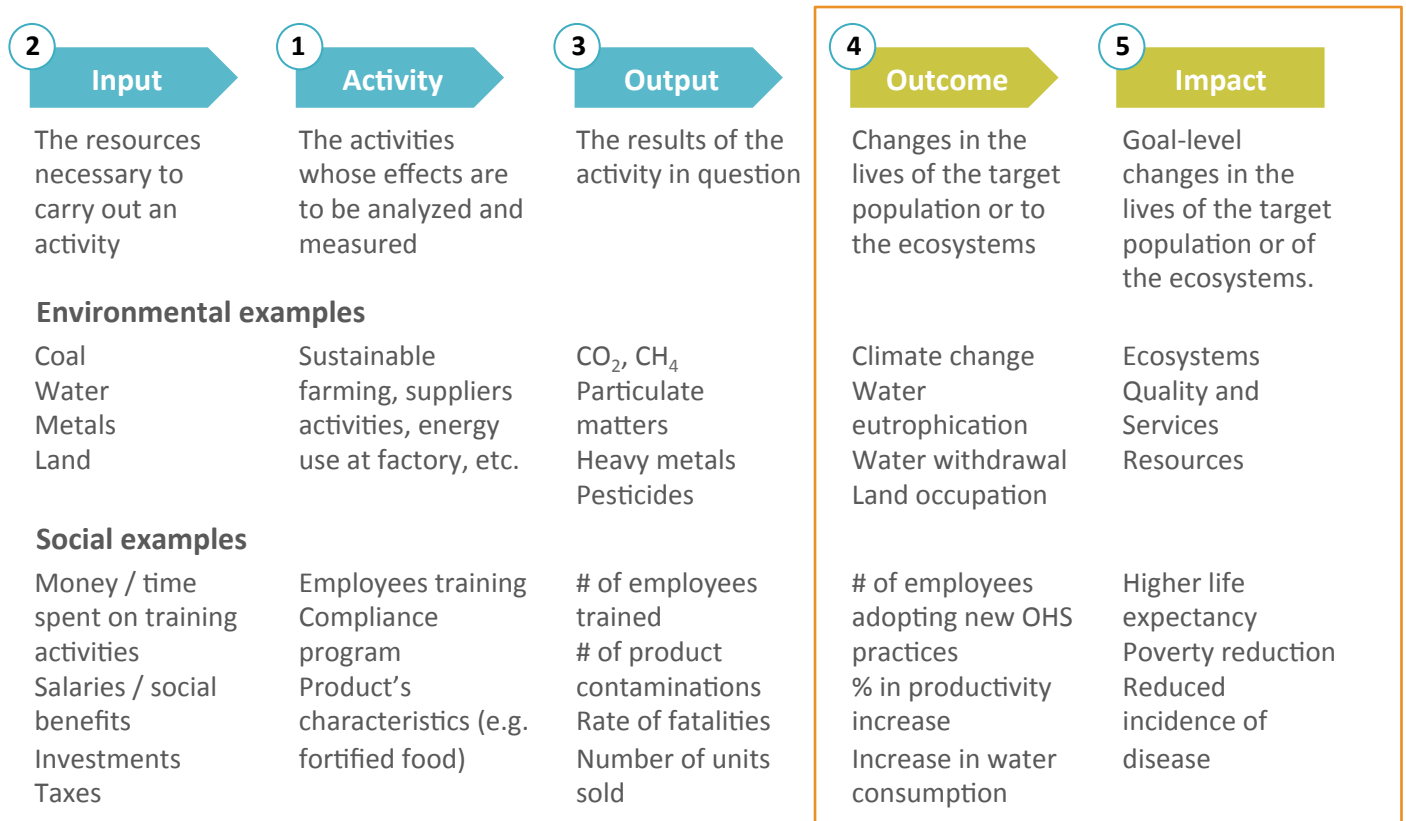 2
Input
The resources
necessary to
carry out an
activity
1
Activity
The activities
whose effects are
to be analyzed and
measured
3
Output
The results of the
activity in question
4
Outcome
Changes in the
lives of the target
population or to
the ecosystems
5
Impact
Goal-level
changes in the
lives of the target
population or of
the ecosystems.
Environmental examples
Coal
Water
Metals
Land
Sustainable
farming, suppliers
activities, energy
use at factory, etc.
CO₂, CH₄
Particulate
matters
Heavy metals
Pesticides
Climate change
Water
eutrophication
Water withdrawal
Land occupation
Ecosystems
Quality and
Services
Resources
Social examples
Money / time
spent on training
activities
Salaries / social
benefits
Investments
Taxes
Employees training
Compliance
program
Product’s
characteristics (e.g.
fortified food)
# of employees
trained
# of product
contaminations
Rate of fatalities
Number of units
sold
# of employees
adopting new OHS
practices
% in productivity
increase
Increase in water
consumption
Higher life
expectancy
Poverty reduction
Reduced
incidence of
disease